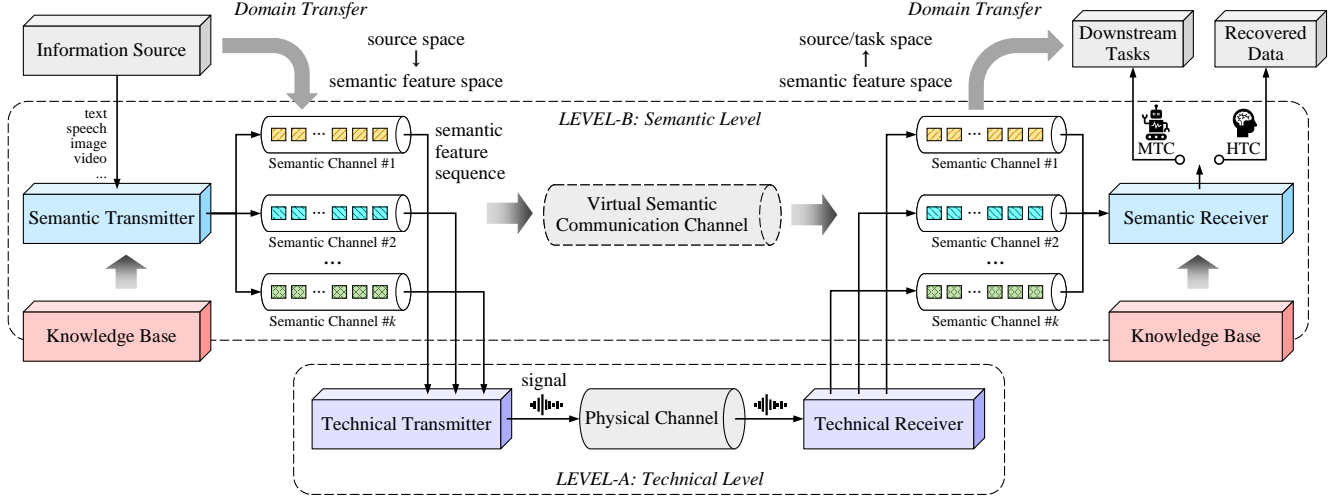 Domain Transfer
Information Source
source space
↓
semantic feature space
text
speech
image
video
...
Semantic Transmitter
Knowledge Base
LEVEL-B: Semantic Level
...
Semantic Channel #1
semantic
feature
sequence
...
Semantic Channel #2
...
...
Semantic Channel #k
Virtual Semantic
Communication Channel
Domain Transfer
source/task space
↑
semantic feature space
Downstream
Tasks
Recovered
Data
MTC
HTC
...
Semantic Channel #1
...
Semantic Channel #2
...
...
Semantic Channel #k
Semantic Receiver
Knowledge Base
Technical Transmitter
signal
Physical Channel
Technical Receiver
LEVEL-A: Technical Level